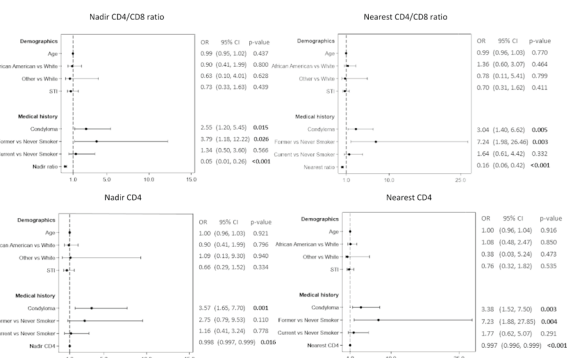 Nadir CD4/CD8 ratio
OR 95% CI p-value
Demographics
Age 0.99 (0.95, 1.02) 0.437
African American vs White 0.90 (0.41, 1.99) 0.800
Other vs White 0.63 (0.10, 4.01) 0.628
STI 0.73 (0.33, 1.63) 0.439
Medical history
Condyloma 2.55 (1.20, 5.43) 0.015
Former vs Never Smoker 3.79 (1.18, 12.22) 0.026
Current vs Never Smoker 1.34 (0.50, 3.60) 0.568
Nadir ratio 0.05 (0.01, 0.26) <0.001
1.0 5.0 10.0 15.0
Nearest CD4/CD8 ratio
OR 95% CI p-value
Demographics
Age 0.99 (0.96, 1.03) 0.770
African American vs White 1.36 (0.60, 3.07) 0.464
Other vs White 0.78 (0.11, 5.41) 0.799
STI 0.70 (0.31, 1.62) 0.411
Medical history
Condyloma 3.04 (1.40, 6.62) 0.005
Former vs Never Smoker 7.24 (1.98, 26.46) 0.003
Current vs Never Smoker 1.64 (0.61, 4.42) 0.332
Nearest ratio 0.16 (0.06, 0.42) <0.001
1.0 25.0
Nadir CD4
OR 95% CI p-value
Demographics
Age 1.00 (0.96, 1.03) 0.921
African American vs White 0.90 (0.41, 1.99) 0.796
Other vs White 1.09 (0.13, 9.30) 0.940
STI 0.66 (0.29, 1.52) 0.334
Medical history
Condyloma 3.57 (1.65, 7.70) 0.001
Former vs Never Smoker 2.75 (0.79, 9.53) 0.110
Current vs Never Smoker 1.16 (0.41, 3.24) 0.778
Nadir CD4 0.998 (0.997, 0.999) 0.016
Nearest CD4
OR 95% CI p-value
Demographics
Age 1.00 (0.96, 1.04) 0.916
African American vs White 1.08 (0.48, 2.47) 0.850
Other vs White 0.38 (0.03, 5.24) 0.473
STI 0.76 (0.32, 1.82) 0.535
Medical history
Condyloma 3.38 (1.52, 7.50) 0.003
Former vs Never Smoker 7.23 (1.88, 27.85) 0.004
Current vs Never Smoker 1.77 (0.62, 5.07) 0.291
Nearest CD4 0.997 (0.996, 0.999) <0.001